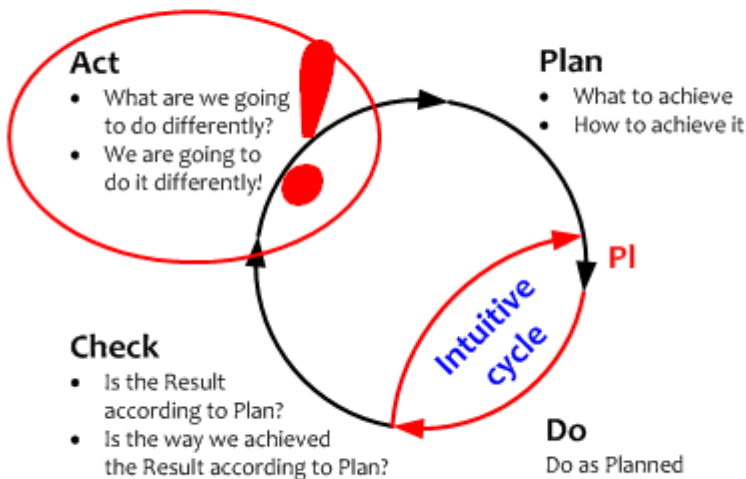 Act
• What are we going
to do differently?
• We are going to
do it differently!
Plan
• What to achieve
• How to achieve it
Pl
Intuitive
cycle
Check
• Is the Result
according to Plan?
• Is the way we achieved
the Result according to Plan?
Do
Do as Planned